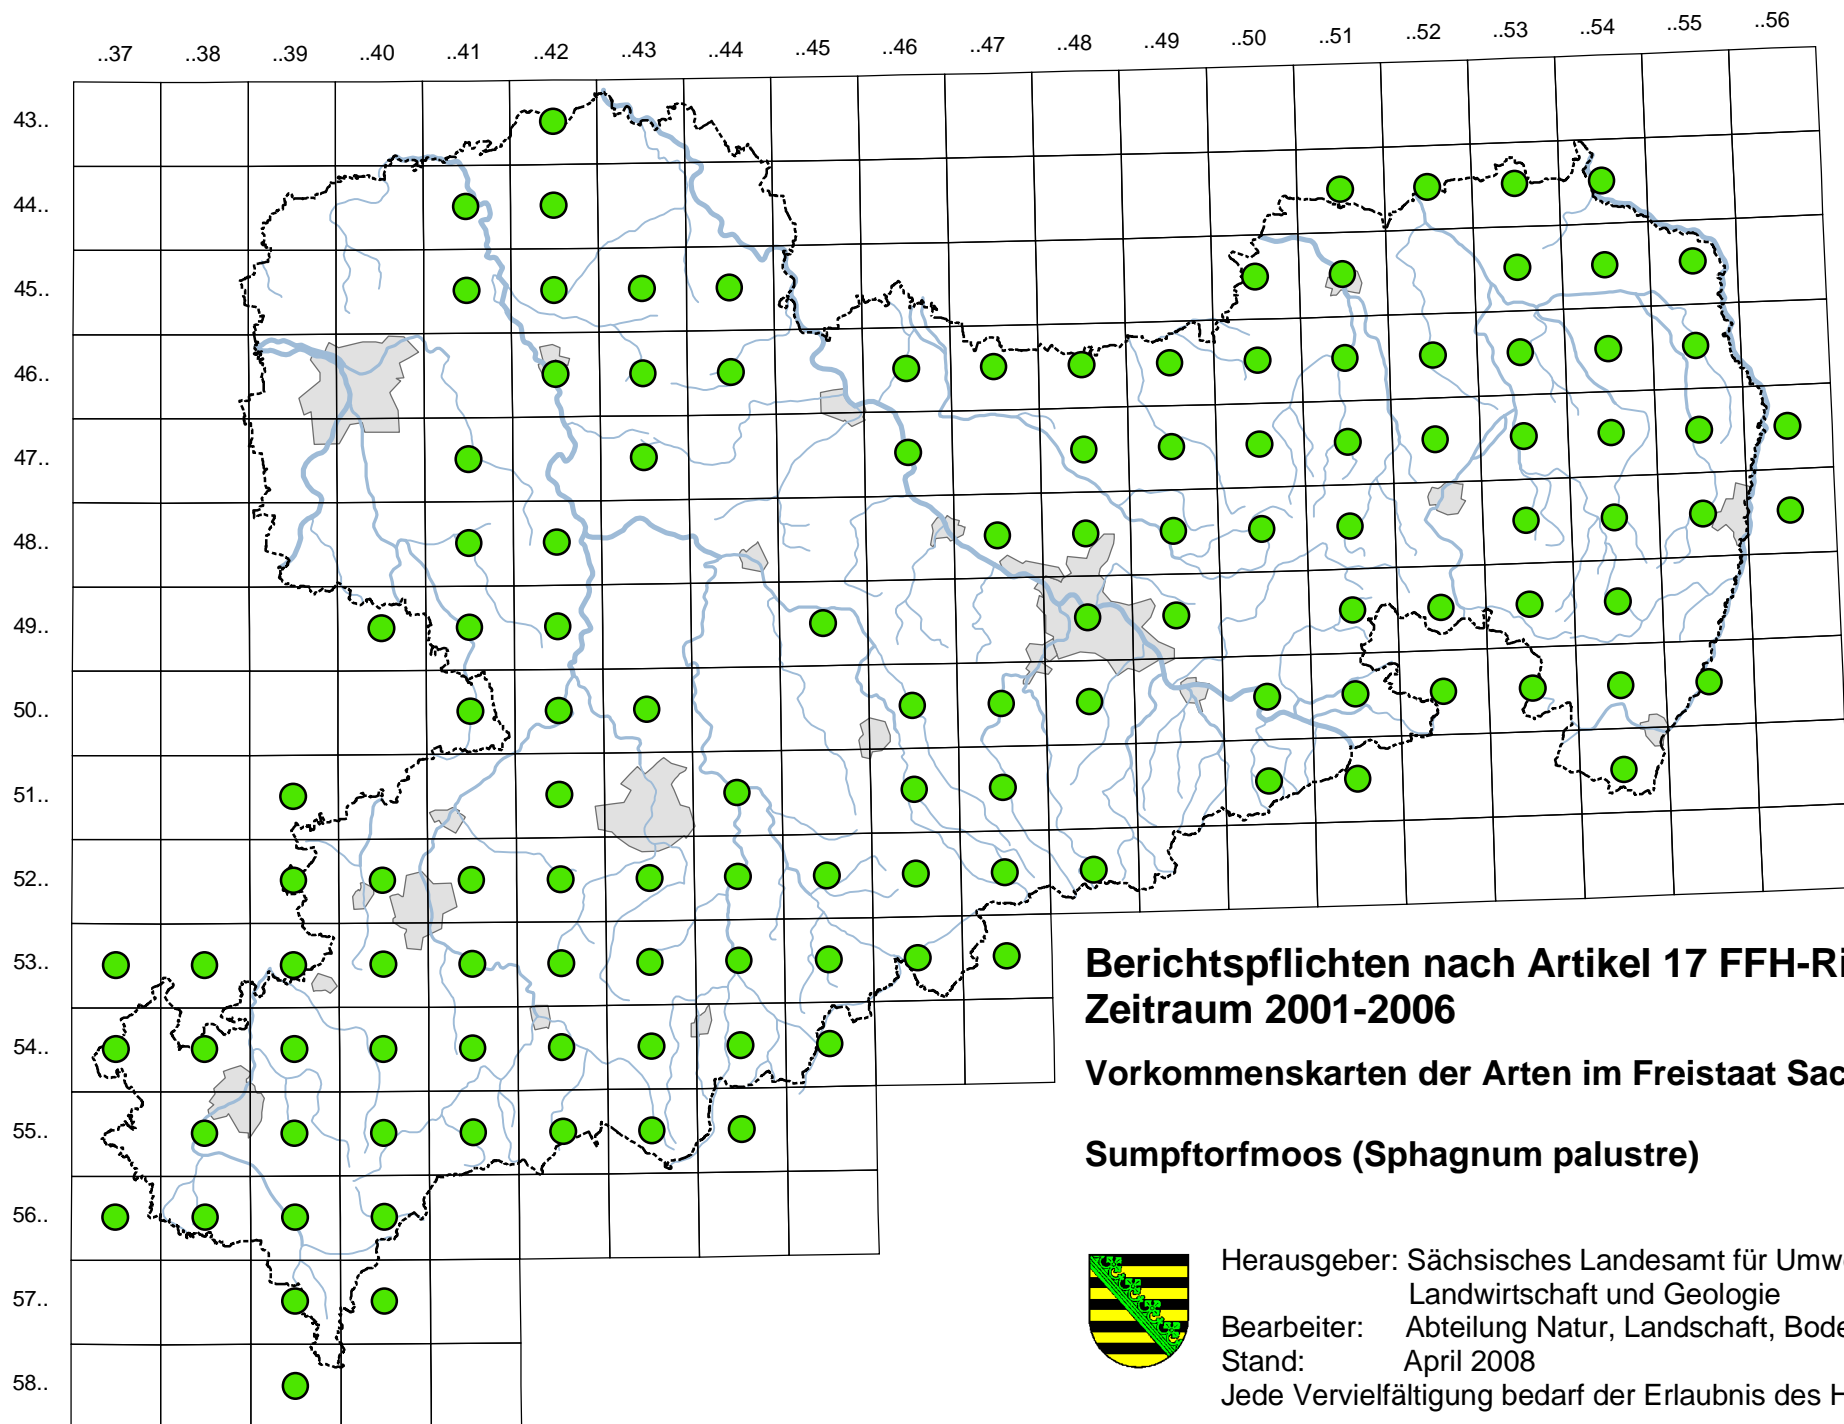 ..37 ..38 ..39 ..40 ..41 ..42 ..43 ..44 ..45 ..46 ..47 ..48 ..49 ..50 ..51 ..52 ..53 ..54 ..55 ..56
43..
44..
45..
46..
47..
48..
49..
50..
51..
52..
53..
54..
55..
56..
57..
58..
Berichtspflichten nach Artikel 17 FFH-Ri
Zeitraum 2001-2006
Vorkommenskarten der Arten im Freistaat Sac
Sumpftorfmoos (Sphagnum palustre)
Herausgeber: Sächsisches Landesamt für Umwe
Landwirtschaft und Geologie
Bearbeiter: Abteilung Natur, Landschaft, Bode
Stand: April 2008
Jede Vervielfältigung bedarf der Erlaubnis des H